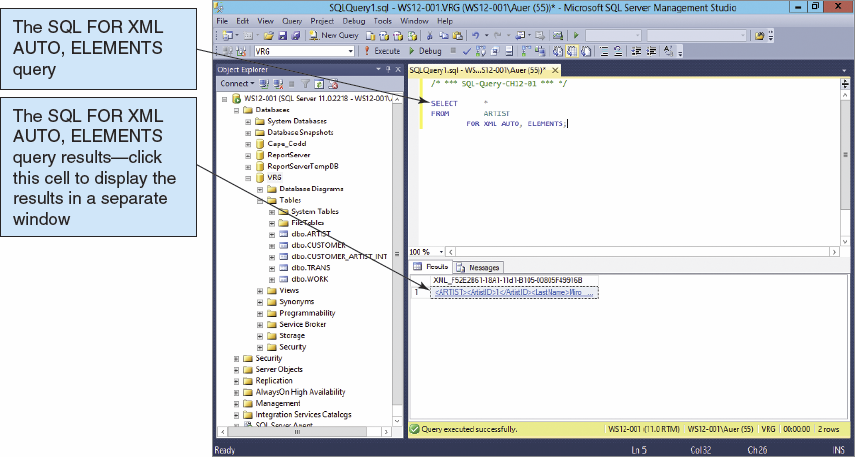 The SQL FOR XML
AUTO, ELEMENTS
query
The SQL FOR XML
AUTO, ELEMENTS
query results—click
this cell to display the
results in a separate
window
SQLQuery1.sql - WS12-001.VRG (WS12-001\Auer (55))* - Microsoft SQL Server Management Studio
File Edit View Query Project Debug Tools Window Help
New Query
VRG
Execute Debug
Object Explorer
Connect
WS12-001 (SQL Server 11.0.2218 - WS12-001\
Databases
System Databases
Database Snapshots
Cape_Codd
ReportServer
ReportServerTempDB
VRG
Database Diagrams
Tables
System Tables
FileTables
dbo.ARTIST
dbo.CUSTOMER
dbo.CUSTOMER_ARTIST_INT
dbo.TRANS
dbo.WORK
Views
Synonyms
Programmability
Service Broker
Storage
Security
Security
Server Objects
Replication
AlwaysOn High Availability
Management
Integration Services Catalogs
SQL Server Agent
SQLQuery1.sql - WS...S12-001\Auer (55))*
/* *** SQL-Query-CH12-01 *** */
SELECT *
FROM ARTIST
FOR XML AUTO, ELEMENTS;
100 %
Results Messages
XML_F52E2B61-18A1-11d1-B105-00805F49916B
1 <ARTIST><ArtistID>1</ArtistID><LastName>Miro_...
Query executed successfully. WS12-001 (11.0 RTM) WS12-001\Auer (55) VRG 00:00:00 2 rows
Ready Ln 5 Col 32 Ch 26 INS